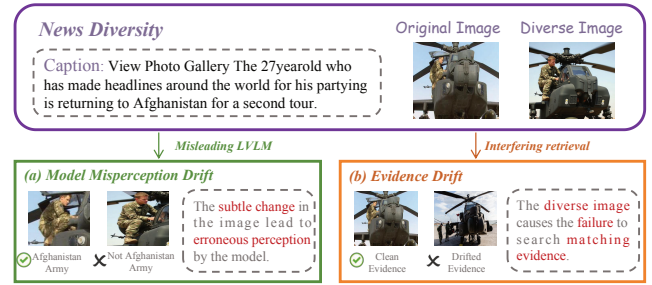 News Diversity
Original Image
Diverse Image
Caption: View Photo Gallery The 27yearold who
has made headlines around the world for his partying
is returning to Afghanistan for a second tour.
Misleading LVLM
Interfering retrieval
(a) Model Misperception Drift
Afghanistan
Army
Not Afghanistan
Army
The subtle change in
the image lead to
erroneous perception
by the model.
(b) Evidence Drift
Clean
Evidence
Drifted
Evidence
The diverse image
causes the failure to
search matching
evidence.